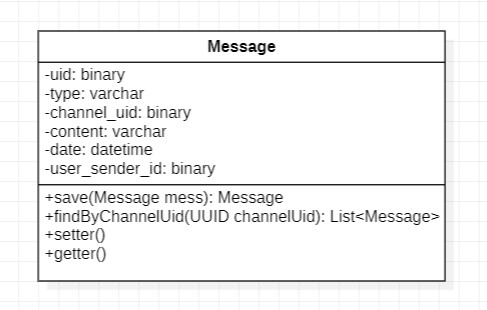 Message
-uid: binary
-type: varchar
-channel_uid: binary
-content: varchar
-date: datetime
-user_sender_id: binary
+save(Message mess): Message
+findByChannelUid(UUID channelUid): List<Message>
+setter()
+getter()